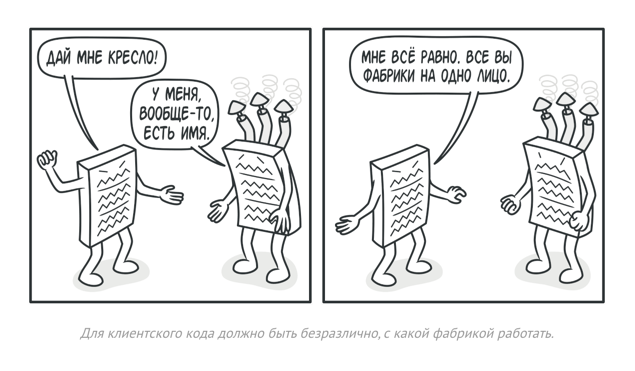 ДАЙ МНЕ КРЕСЛО!
У МЕНЯ,
ВООБЩЕ-ТО,
ЕСТЬ ИМЯ.
МНЕ ВСЁ РАВНО. ВСЕ ВЫ
ФАБРИКИ НА ОДНО ЛИЦО.
Для клиентского кода должно быть безразлично, с какой фабрикой работать.